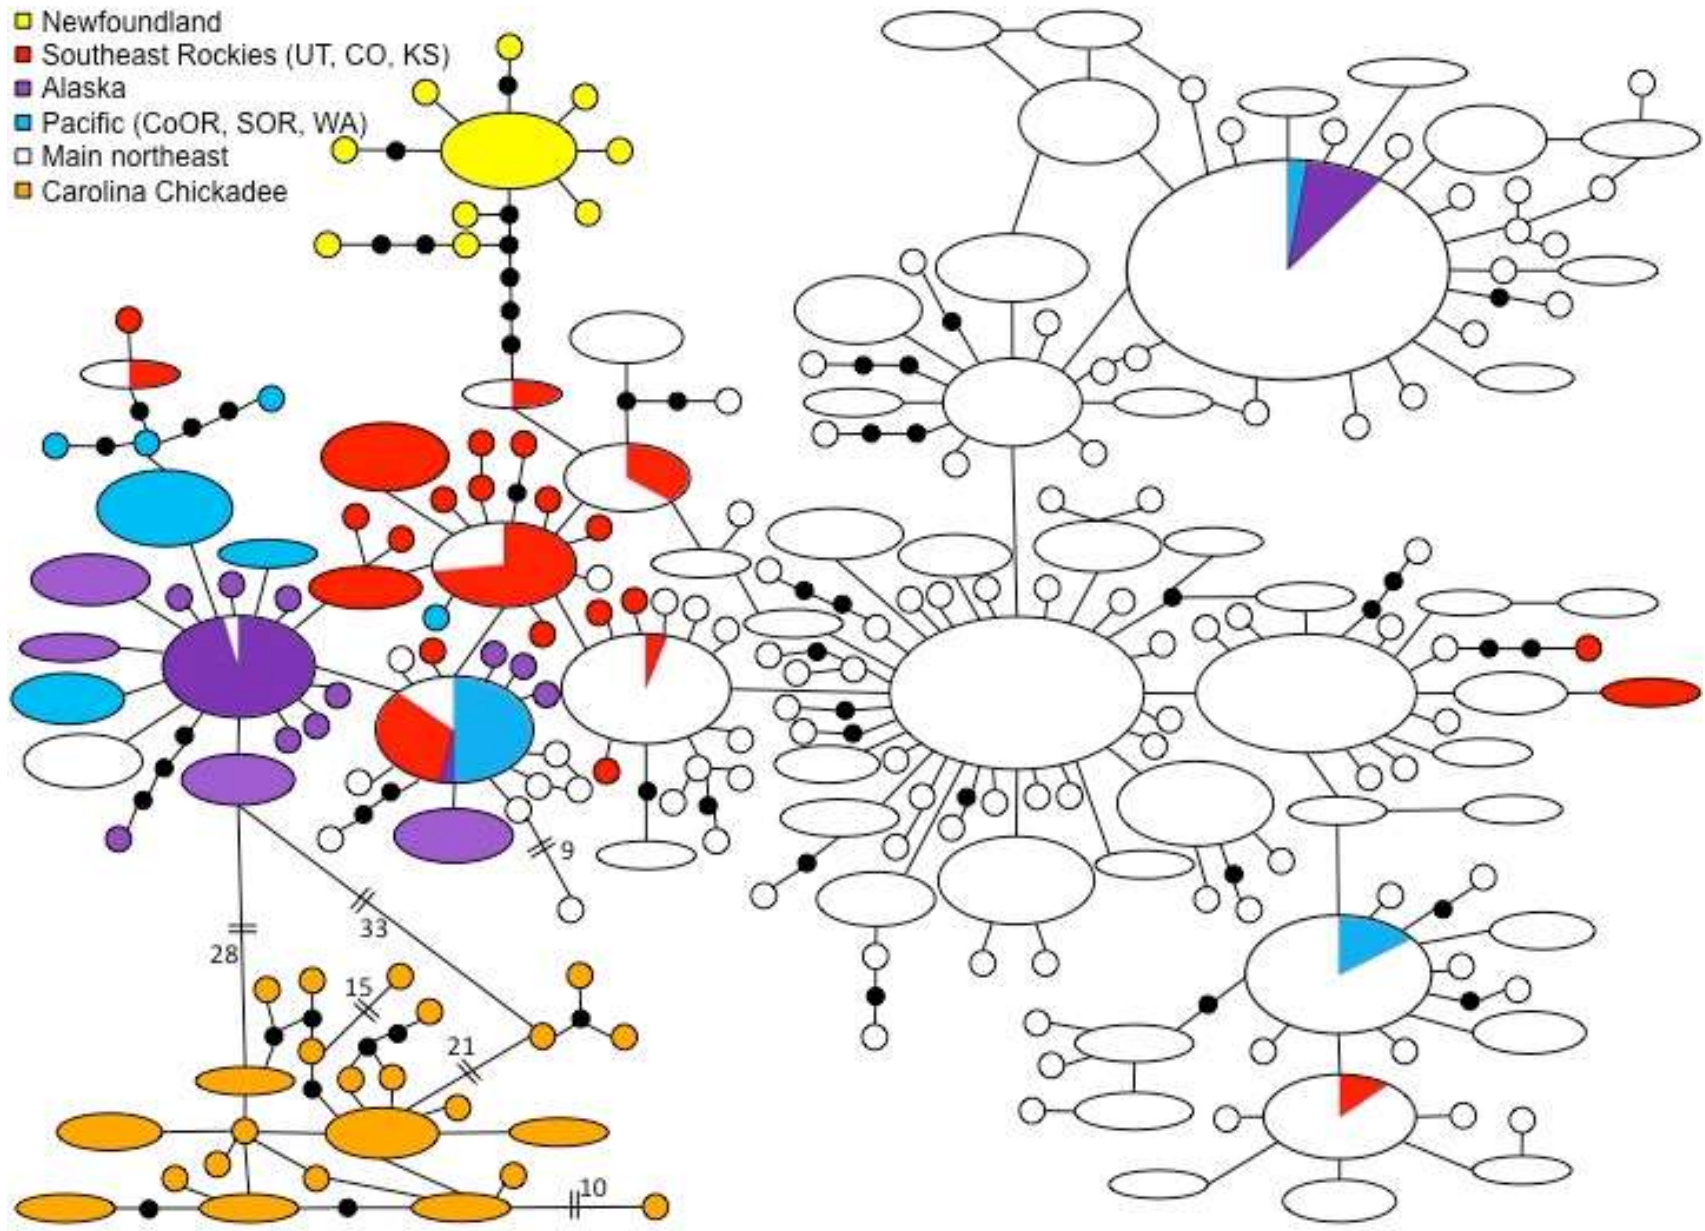 Newfoundland
Southeast Rockies (UT, CO, KS)
Alaska
Pacific (CoOR, SOR, WA)
Main northeast
Carolina Chickadee
9
33
28
15
21
10